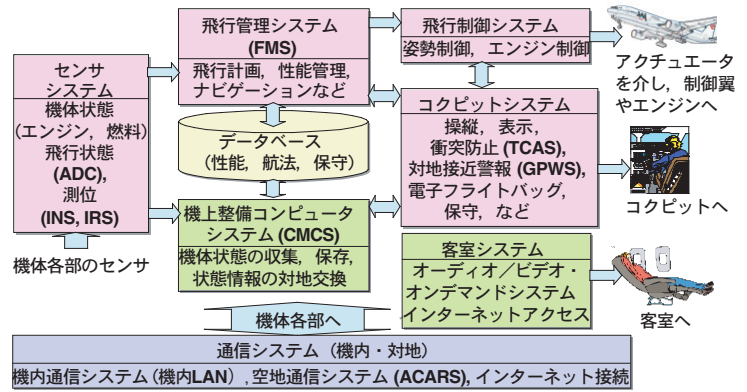 センサ
システム
機体状態
(エンジン，燃料)
飛行状態
(ADC),
測位
(INS, IRS)
機体各部のセンサ
飛行管理システム
(FMS)
飛行計画，性能管理，
ナビゲーションなど
データベース
(性能，航法，保守)
機上整備コンピュータ
システム (CMCS)
機体状態の収集，保存，
状態情報の対地交換
飛行制御システム
姿勢制御，エンジン制御
コクピットシステム
操縦，表示，
衝突防止 (TCAS),
対地接近警報 (GPWS),
電子フライトバッグ，
保守，など
客室システム
オーディオ／ビデオ・
オンデマンドシステム
インターネットアクセス
アクチュエータ
を介し，制御翼
やエンジンへ
コクピットへ
客室へ
機体各部へ
通信システム（機内・対地）
機内通信システム (機内LAN）, 空地通信システム (ACARS), インターネット接続